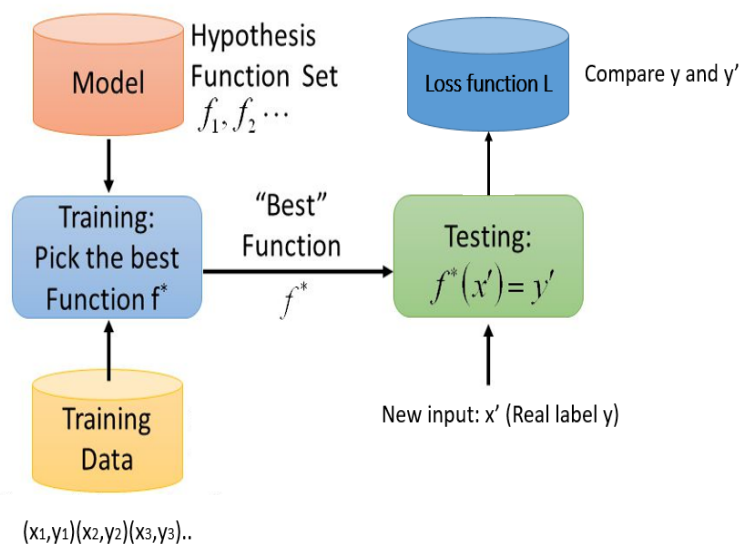 Model
Hypothesis
Function Set
f₁, f₂ ⋯
Loss function L
Compare y and y’
Training:
Pick the best
Function f*
“Best”
Function
f*
Testing:
f*(x′)= y′
Training
Data
New input: x’ (Real label y)
(x₁,y₁)(x₂,y₂)(x₃,y₃)..